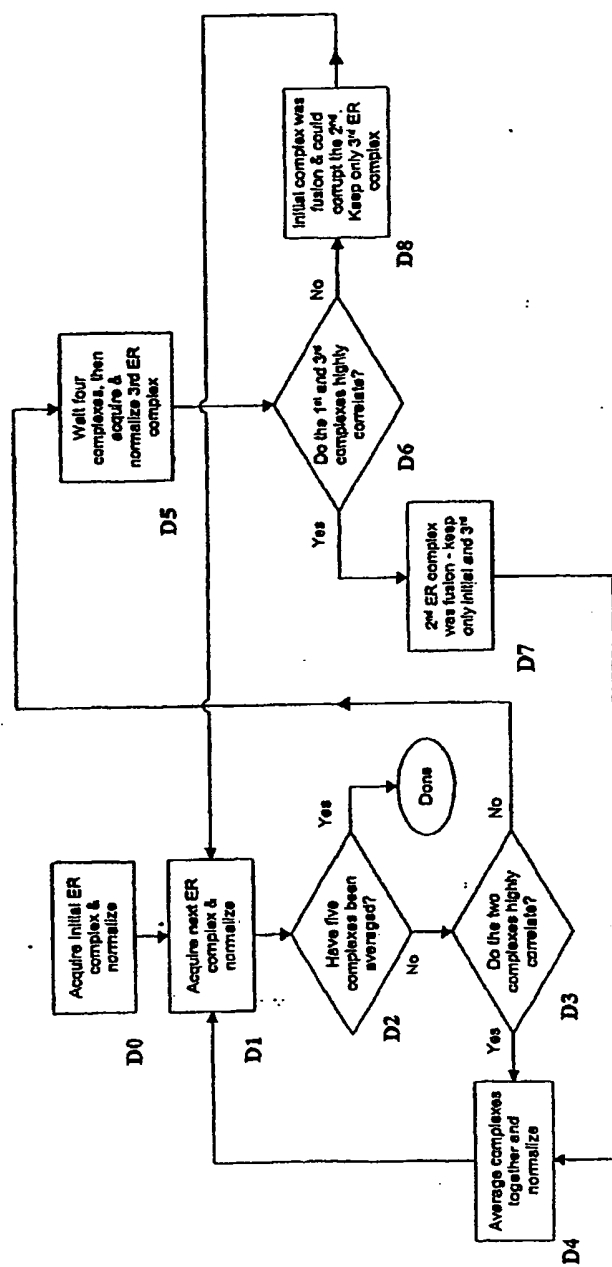 Acquire initial ER
complex &
normalize
D0
Acquire next ER
complex &
normalize
D1
Have five
complexes been
averaged?
D2
Yes
Done
No
Do the two
complexes highly
correlate?
D3
Yes
No
Average complexes
together and
normalize
D4
Wait four
complexes, then
acquire &
normalize 3rd ER
complex
D5
Do the 1st and 3rd
complexes highly
correlate?
D6
Yes
No
2nd ER complex
was fusion - keep
only initial and 3rd
D7
Initial complex was
fusion & could
corrupt the 2nd.
Keep only 3rd ER
complex
D8